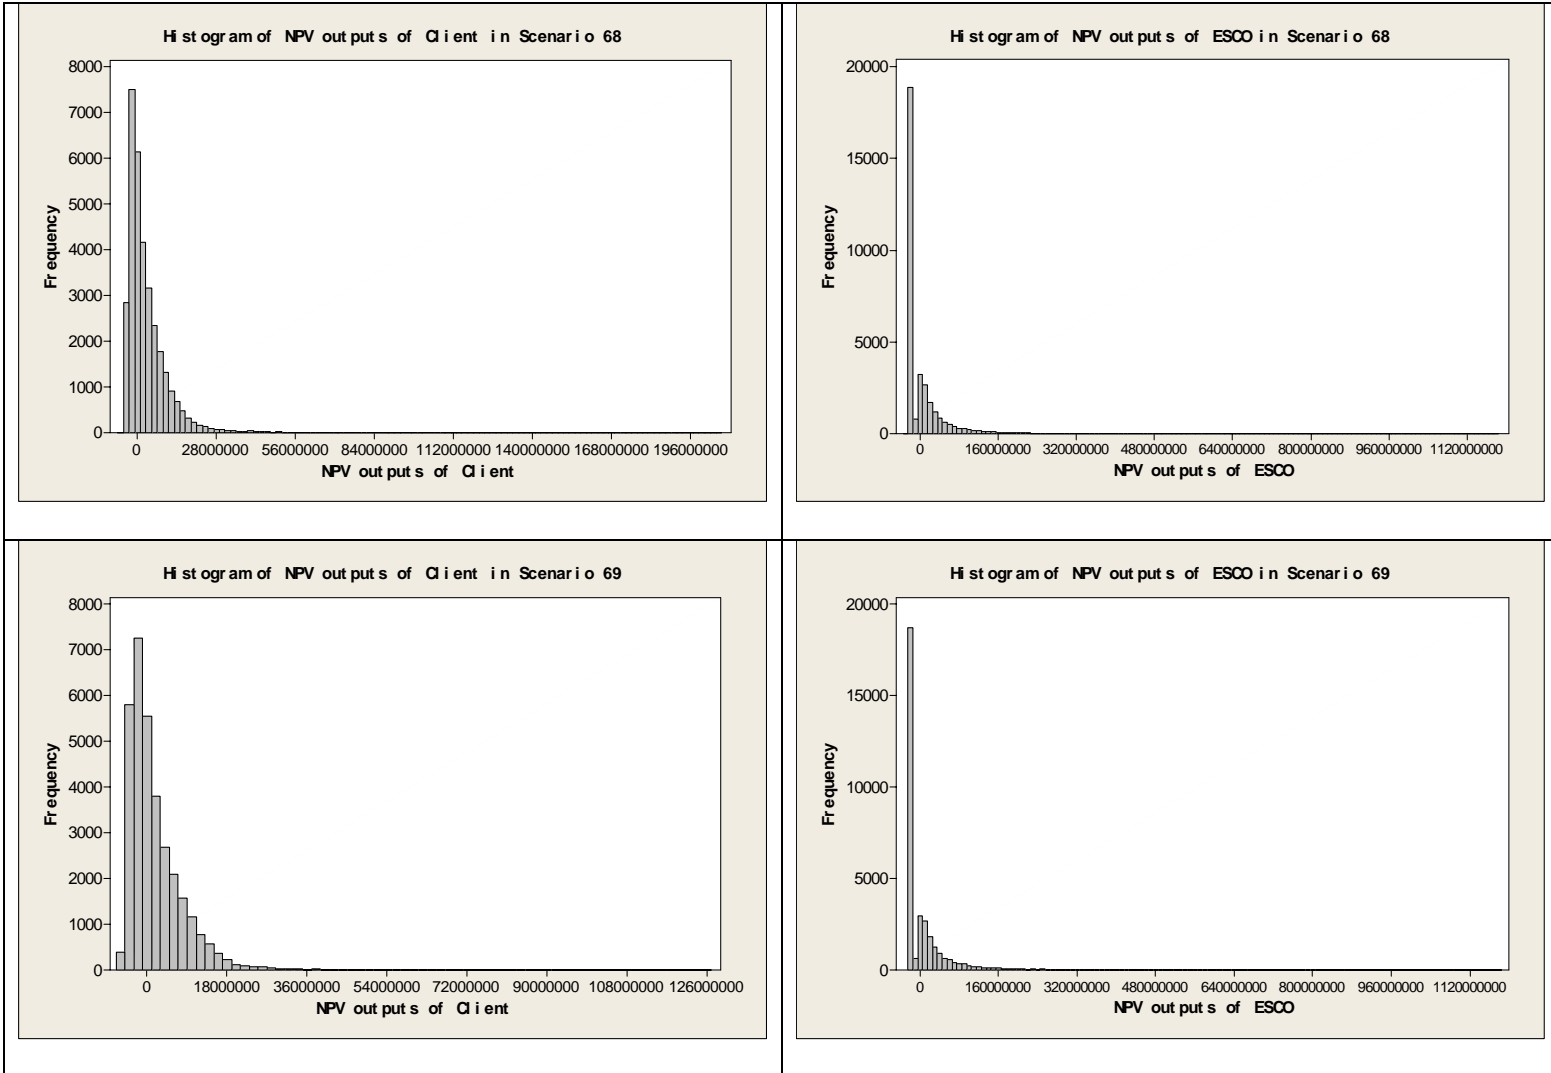 Histogram of NPV outputs of Client in Scenario 68
8000
7000
6000
5000
4000
3000
2000
1000
0
Frequency
0 28000000 56000000 84000000 112000000 140000000 168000000 196000000
NPV outputs of Client
Histogram of NPV outputs of ESCO in Scenario 68
20000
15000
10000
5000
0
Frequency
0 160000000 320000000 480000000 640000000 800000000 960000000 1120000000
NPV outputs of ESCO
Histogram of NPV outputs of Client in Scenario 69
8000
7000
6000
5000
4000
3000
2000
1000
0
Frequency
0 18000000 36000000 54000000 72000000 90000000 108000000 126000000
NPV outputs of Client
Histogram of NPV outputs of ESCO in Scenario 69
20000
15000
10000
5000
0
Frequency
0 160000000 320000000 480000000 640000000 800000000 960000000 1120000000
NPV outputs of ESCO